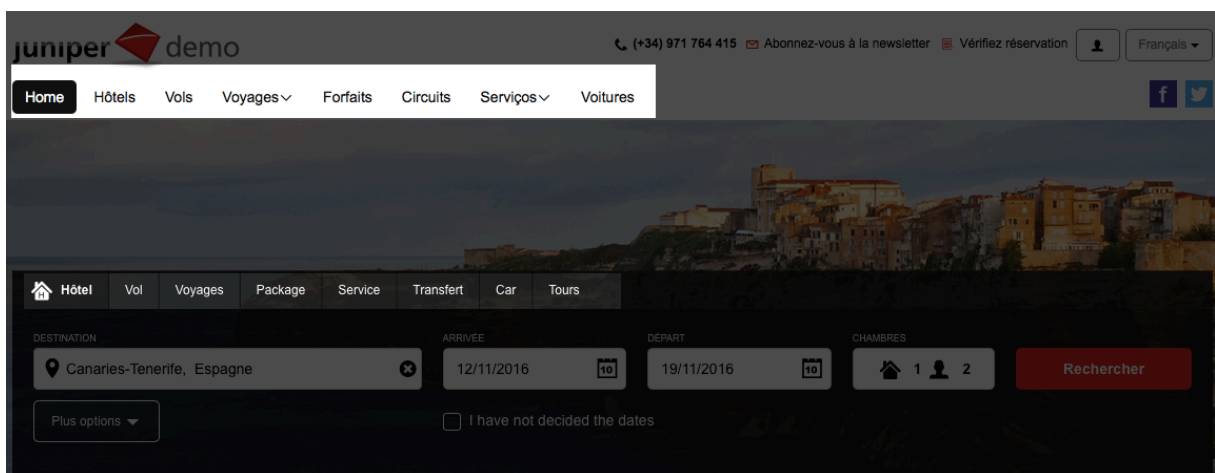 juniper demo
(+34) 971 764 415 Abonnez-vous à la newsletter Vérifiez réservation Français
Home Hôtels Vols Voyages Forfaits Circuits Serviços Voitures
f
Hôtel Vol Voyages Package Service Transfert Car Tours
DESTINATION ARRIVÉE DÉPART CHAMBRES
Canaries-Tenerife, Espagne 12/11/2016 10 19/11/2016 10 1 2 Rechercher
Plus options I have not decided the dates